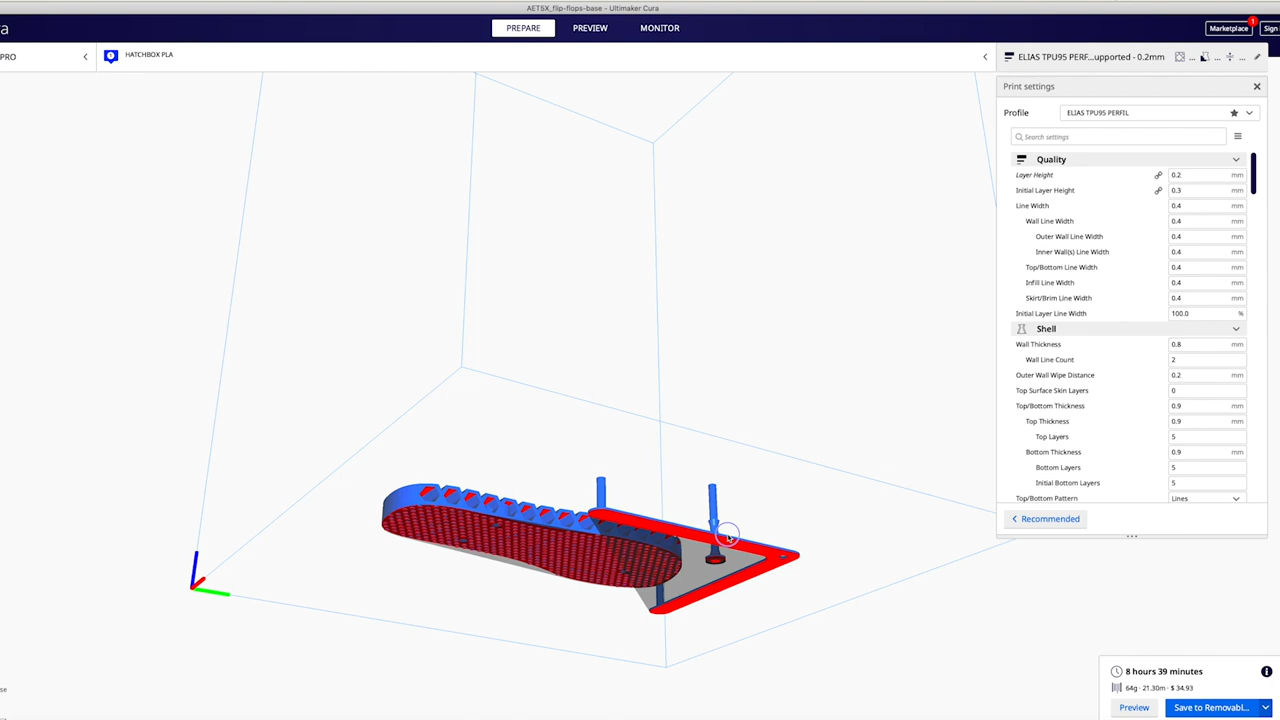 AET5X_flip-flops-base - Ultimaker Cura
ra
PREPARE
PREVIEW
MONITOR
Marketplace
1
Sign
PRO
HATCHBOX PLA
ELIAS TPU95 PERF...upported - 0.2mm
... ... ...
Print settings
Profile
ELIAS TPU95 PERFIL
Search settings
Quality
Layer Height 0.2 mm
Initial Layer Height 0.3 mm
Line Width 0.4 mm
Wall Line Width 0.4 mm
Outer Wall Line Width 0.4 mm
Inner Wall(s) Line Width 0.4 mm
Top/Bottom Line Width 0.4 mm
Infill Line Width 0.4 mm
Skirt/Brim Line Width 0.4 mm
Initial Layer Line Width 100.0 %
Shell
Wall Thickness 0.8 mm
Wall Line Count 2
Outer Wall Wipe Distance 0.2 mm
Top Surface Skin Layers 0
Top/Bottom Thickness 0.9 mm
Top Thickness 0.9 mm
Top Layers 5
Bottom Thickness 0.9 mm
Bottom Layers 5
Initial Bottom Layers 5
Top/Bottom Pattern Lines
Recommended
8 hours 39 minutes
64g · 21.30m · $ 34.93
se
Preview
Save to Removabl...